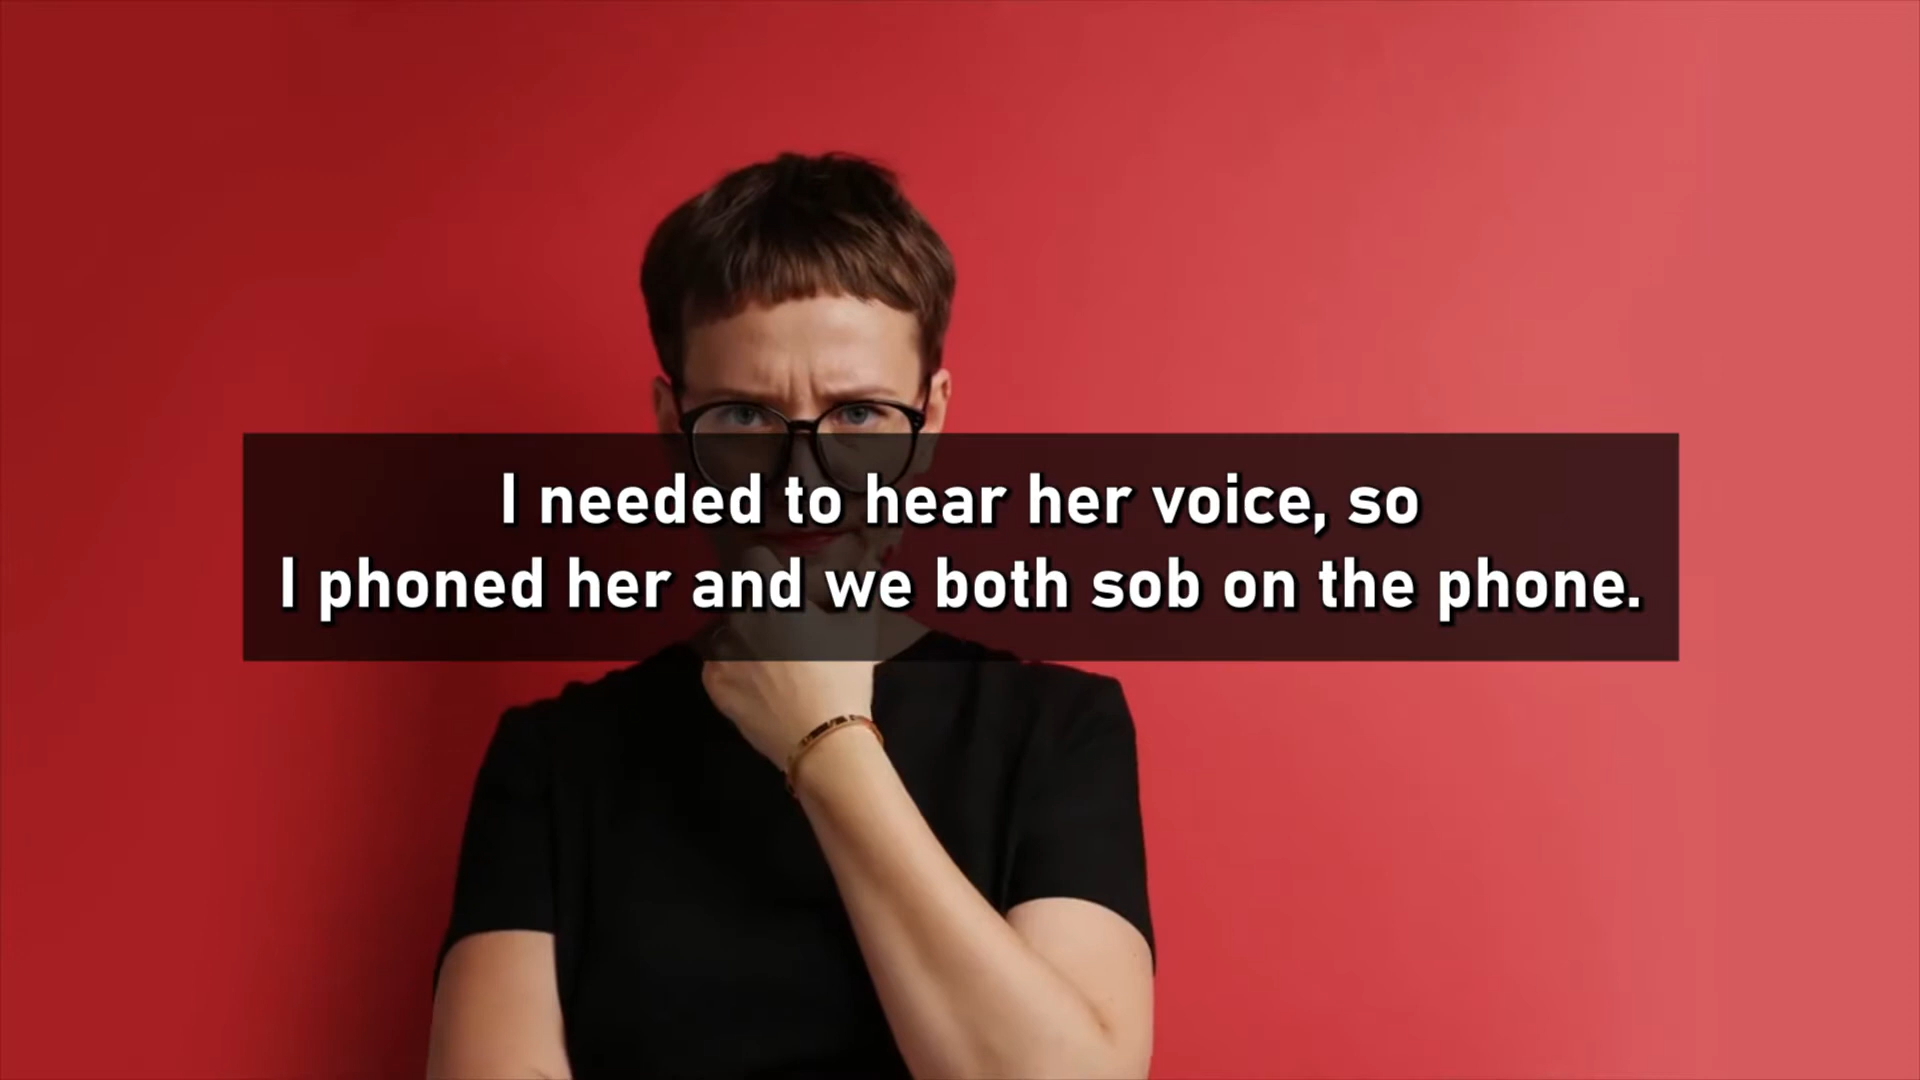 I needed to hear her voice, so
I phoned her and we both sob on the phone.